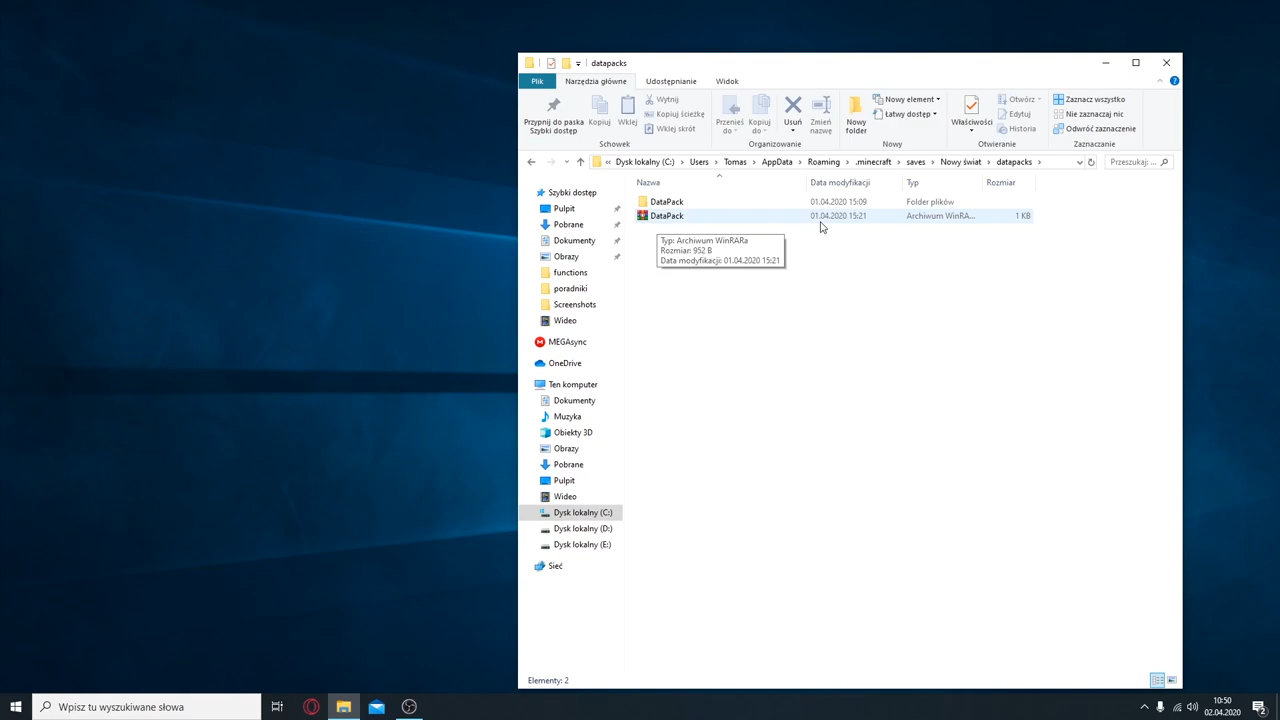 datapacks
Plik Narzędzia główne Udostępnianie Widok
Przypnij do paska Szybki dostęp
Kopiuj
Wklej
Wytnij
Kopiuj ścieżkę
Wklej skrót
Schowek
Przenieś do
Kopiuj do
Usuń
Zmień nazwę
Organizowanie
Nowy folder
Nowy element
Łatwy dostęp
Nowy
Właściwości
Otwórz
Edytuj
Historia
Otwieranie
Zaznacz wszystko
Nie zaznaczaj nic
Odwróć zaznaczenie
Zaznaczanie
« Dysk lokalny (C:) > Users > Tomas > AppData > Roaming > .minecraft > saves > Nowy świat > datapacks >
Przeszukaj: ...
Nazwa Data modyfikacji Typ Rozmiar
DataPack 01.04.2020 15:09 Folder plików
DataPack 01.04.2020 15:21 Archiwum WinRA... 1 KB
Typ: Archiwum WinRARa
Rozmiar: 952 B
Data modyfikacji: 01.04.2020 15:21
Szybki dostęp
Pulpit
Pobrane
Dokumenty
Obrazy
functions
poradniki
Screenshots
Wideo
MEGAsync
OneDrive
Ten komputer
Dokumenty
Muzyka
Obiekty 3D
Obrazy
Pobrane
Pulpit
Wideo
Dysk lokalny (C:)
Dysk lokalny (D:)
Dysk lokalny (E:)
Sieć
Elementy: 2
Wpisz tu wyszukiwane słowa
10:50
02.04.2020
2